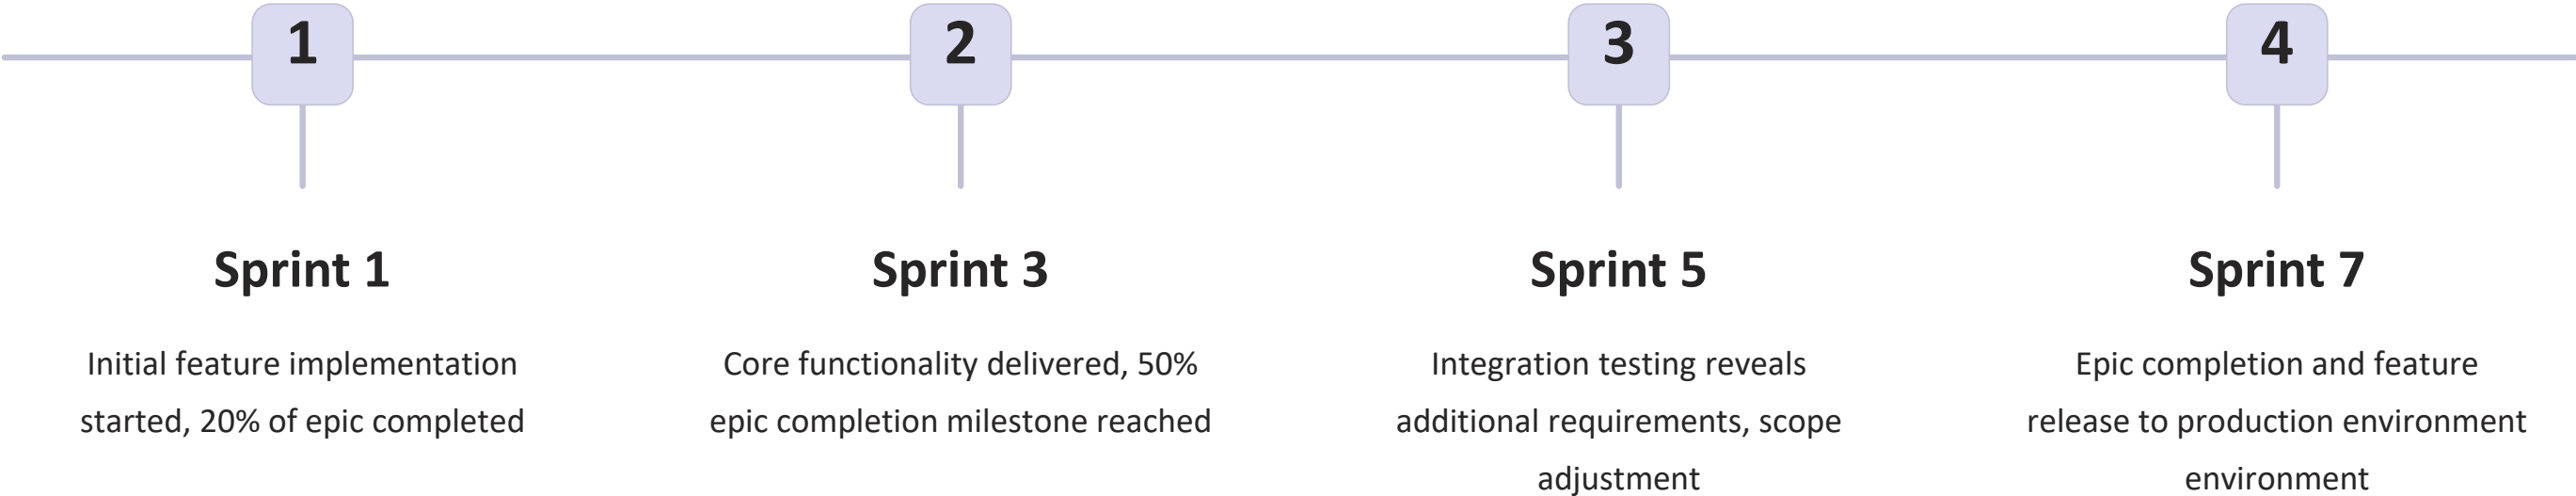 1
2
3
4
Sprint 1
Initial feature implementation
started, 20% of epic completed
Sprint 3
Core functionality delivered, 50%
epic completion milestone reached
Sprint 5
Integration testing reveals
additional requirements, scope
adjustment
Sprint 7
Epic completion and feature
release to production environment
environment